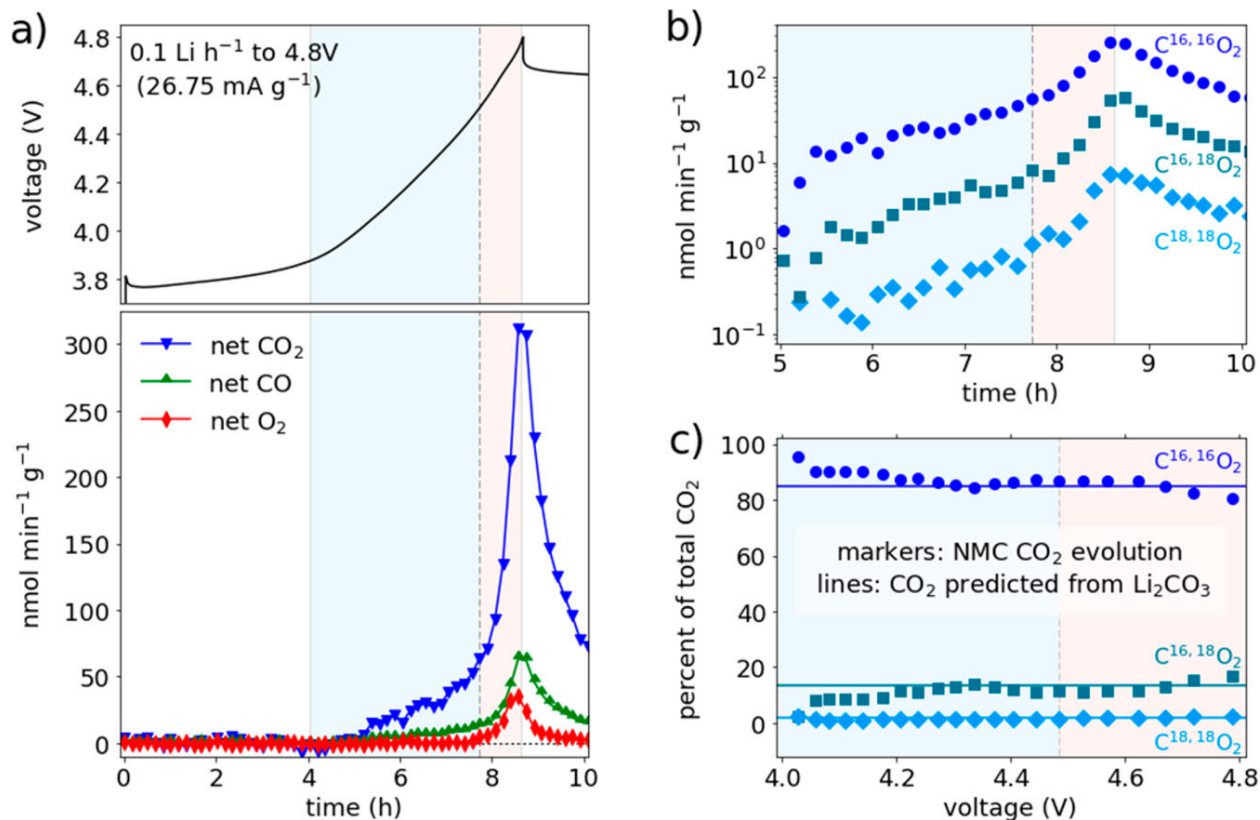 a)
4.8
4.6
4.4
4.2
4.0
3.8
voltage (V)
0.1 Li h⁻¹ to 4.8V
(26.75 mA g⁻¹)
300
250
200
150
100
50
0
nmol min⁻¹ g⁻¹
net CO₂
net CO
net O₂
0 2 4 6 8 10
time (h)
b)
10²
10¹
10⁰
10⁻¹
nmol min⁻¹ g⁻¹
C¹⁶,¹⁶O₂
C¹⁶,¹⁸O₂
C¹⁸,¹⁸O₂
5 6 7 8 9 10
time (h)
c)
100
80
60
40
20
0
percent of total CO₂
C¹⁶,¹⁶O₂
markers: NMC CO₂ evolution
lines: CO₂ predicted from Li₂CO₃
C¹⁶,¹⁸O₂
C¹⁸,¹⁸O₂
4.0 4.2 4.4 4.6 4.8
voltage (V)